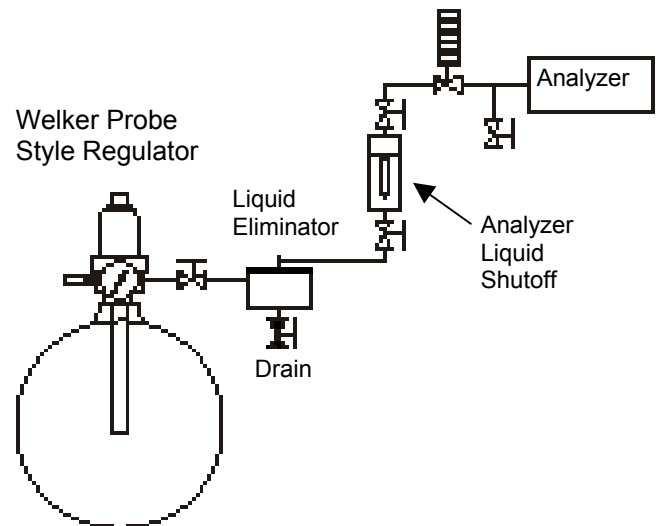 Analyzer
Welker Probe
Style Regulator
Liquid
Eliminator
Analyzer
Liquid
Shutoff
Drain